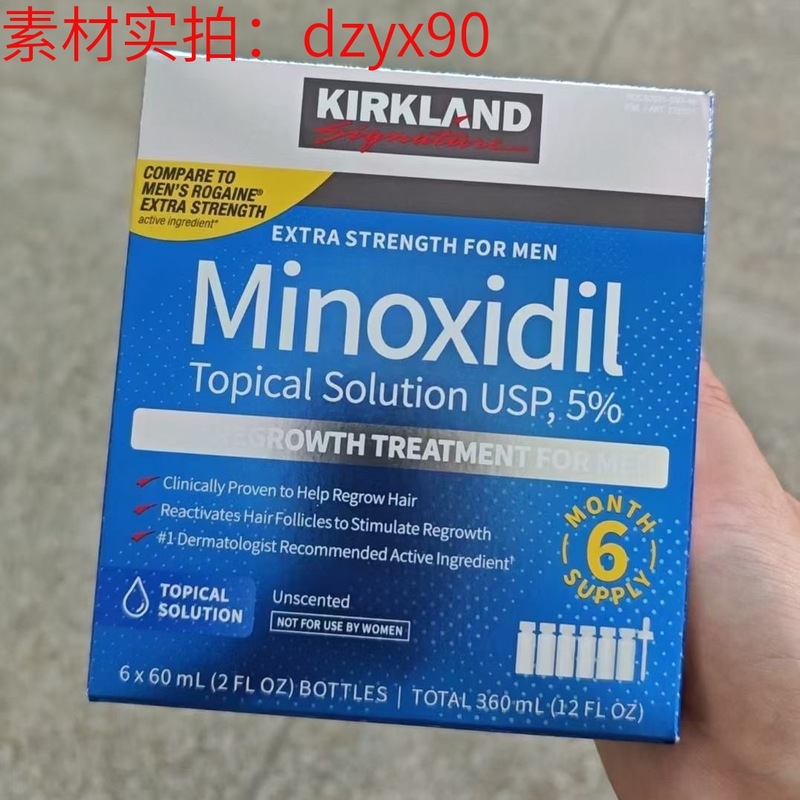 素材实拍：dzyx90
KIRKLAND
Signature
COMPARE TO
MEN'S ROGAINE®
EXTRA STRENGTH
active ingredient*
EXTRA STRENGTH FOR MEN
Minoxidil
Topical Solution USP, 5%
REGROWTH TREATMENT FOR MEN
Clinically Proven to Help Regrow Hair
Reactivates Hair Follicles to Stimulate Regrowth
#1 Dermatologist Recommended Active Ingredient†
MONTH
6
SUPPLY
TOPICAL
SOLUTION
Unscented
NOT FOR USE BY WOMEN
6 x 60 mL (2 FL OZ) BOTTLES | TOTAL 360 mL (12 FL OZ)